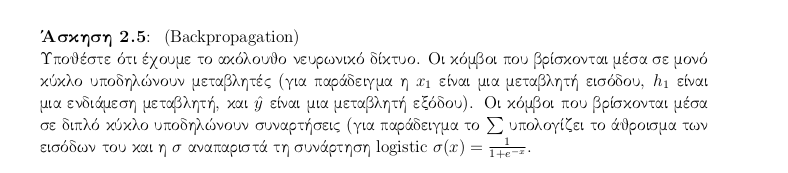 Άσκηση 2.5: (Backpropagation)
Υποθέστε ότι έχουμε το ακόλουθο νευρωνικό δίκτυο. Οι κόμβοι που βρίσκονται μέσα σε μονό
κύκλο υποδηλώνουν μεταβλητές (για παράδειγμα η x₁ είναι μια μεταβλητή εισόδου, h₁ είναι
μια ενδιάμεση μεταβλητή, και ŷ είναι μια μεταβλητή εξόδου). Οι κόμβοι που βρίσκονται μέσα
σε διπλό κύκλο υποδηλώνουν συναρτήσεις (για παράδειγμα το ∑ υπολογίζει το άθροισμα των
εισόδων του και η σ αναπαριστά τη συνάρτηση logistic σ(x) = 1/(1+e⁻ˣ).